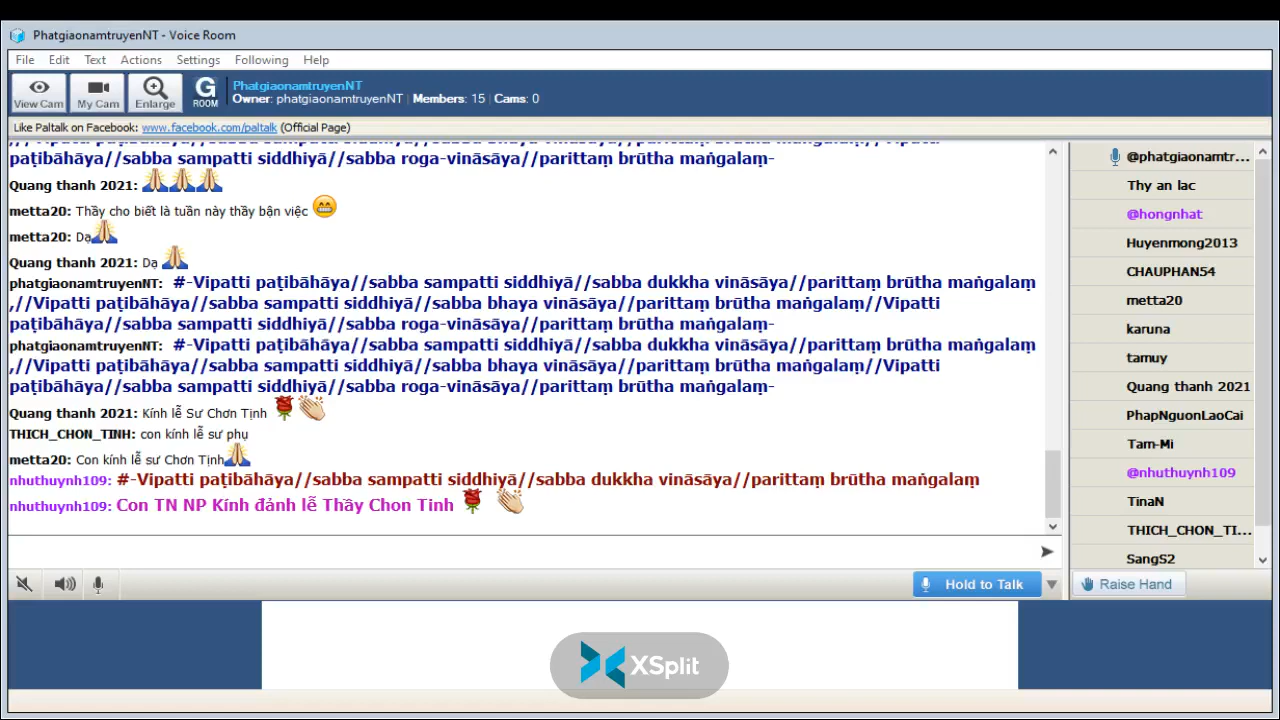 PhatgiaonamtruyenNT - Voice Room
File Edit Text Actions Settings Following Help
View Cam My Cam Enlarge G ROOM
PhatgiaonamtruyenNT
Owner: phatgiaonamtruyenNT | Members: 15 | Cams: 0
Like Paltalk on Facebook: www.facebook.com/paltalk (Official Page)
paṭibāhāya//sabba sampatti siddhiyā//sabba roga-vināsāya//parittaṃ brūtha maṅgalaṃ-
Quang thanh 2021:
metta20: Thầy cho biết là tuần này thầy bận việc
metta20: Dạ
Quang thanh 2021: Dạ
phatgiaonamtruyenNT: #-Vipatti paṭibāhāya//sabba sampatti siddhiyā//sabba dukkha vināsāya//parittaṃ brūtha maṅgalaṃ
,//Vipatti paṭibāhāya//sabba sampatti siddhiyā//sabba bhaya vināsāya//parittaṃ brūtha maṅgalaṃ//Vipatti
paṭibāhāya//sabba sampatti siddhiyā//sabba roga-vināsāya//parittaṃ brūtha maṅgalaṃ-
phatgiaonamtruyenNT: #-Vipatti paṭibāhāya//sabba sampatti siddhiyā//sabba dukkha vināsāya//parittaṃ brūtha maṅgalaṃ
,//Vipatti paṭibāhāya//sabba sampatti siddhiyā//sabba bhaya vināsāya//parittaṃ brūtha maṅgalaṃ//Vipatti
paṭibāhāya//sabba sampatti siddhiyā//sabba roga-vināsāya//parittaṃ brūtha maṅgalaṃ-
Quang thanh 2021: Kính lễ Sư Chơn Tịnh
THICH_CHON_TINH: con kính lễ sư phụ
metta20: Con kính lễ sư Chơn Tịnh
nhuthuynh109: #-Vipatti paṭibāhāya//sabba sampatti siddhiyā//sabba dukkha vināsāya//parittaṃ brūtha maṅgalaṃ
nhuthuynh109: Con TN NP Kính đảnh lễ Thầy Chon Tinh
@phatgiaonamtr...
Thy an lac
@hongnhat
Huyenmong2013
CHAUPHAN54
metta20
karuna
tamuy
Quang thanh 2021
PhapNguonLaoCai
Tam-Mi
@nhuthuynh109
TinaN
THICH_CHON_TI...
SangS2
Hold to Talk
Raise Hand
XSplit